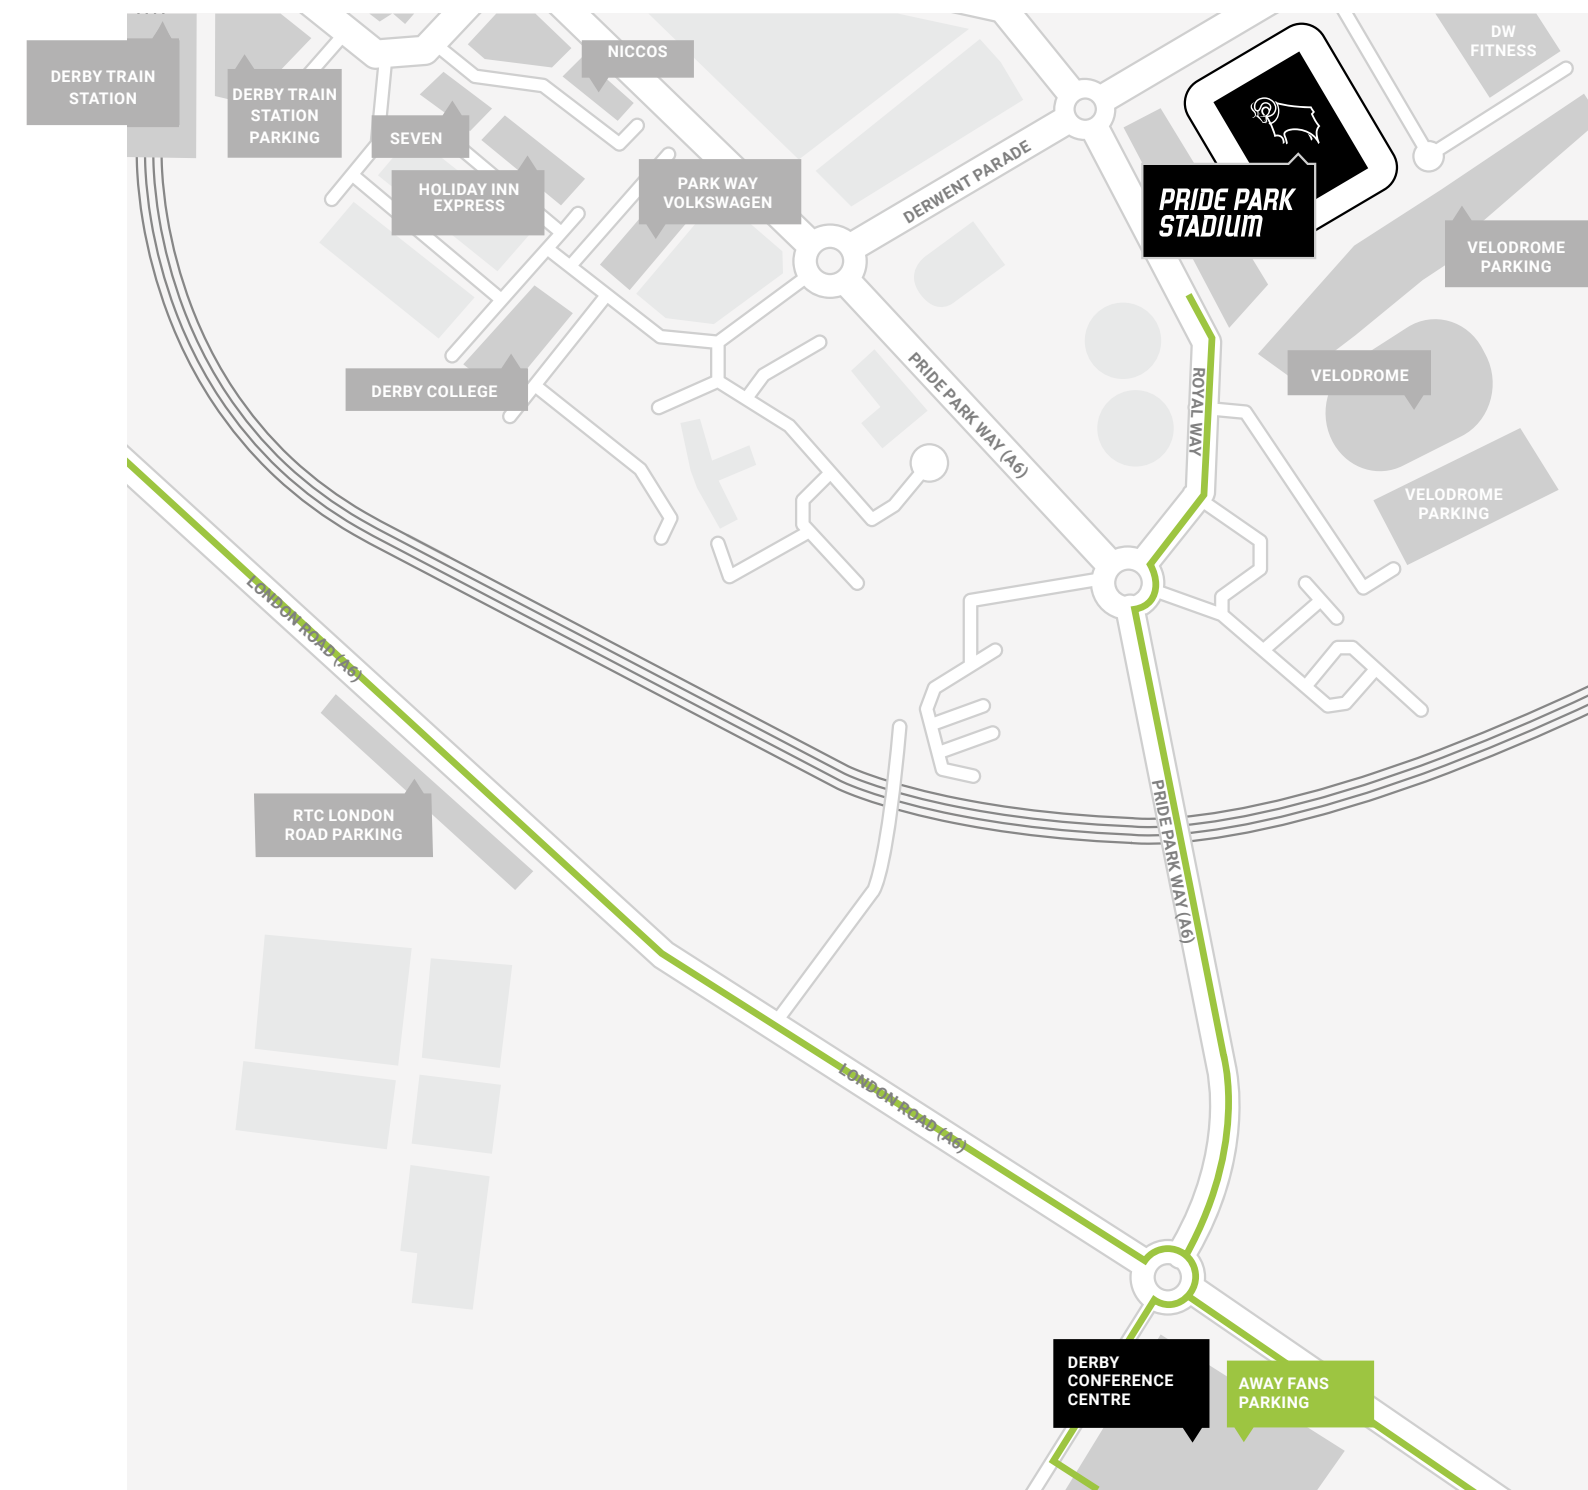 DW
FITNESS
NICCOS
DERBY TRAIN
STATION
DERBY TRAIN
STATION
PARKING
SEVEN
HOLIDAY INN
EXPRESS
PARK WAY
VOLKSWAGEN
DERWENT PARADE
PRIDE PARK
STADIUM
VELODROME
PARKING
DERBY COLLEGE
PRIDE PARK WAY (A6)
ROYAL WAY
VELODROME
VELODROME
PARKING
LONDON ROAD (A6)
RTC LONDON
ROAD PARKING
PRIDE PARK WAY (A6)
LONDON ROAD (A6)
DERBY
CONFERENCE
CENTRE
AWAY FANS
PARKING